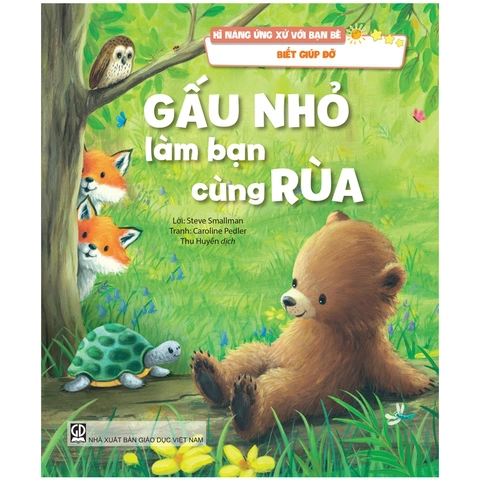 KĨ NĂNG ỨNG XỬ VỚI BẠN BÈ
BIẾT GIÚP ĐỠ
GẤU NHỎ
làm bạn
cùng RÙA
Lời: Steve Smallman
Tranh: Caroline Pedler
Thu Huyền dịch
GD
NHÀ XUẤT BẢN GIÁO DỤC VIỆT NAM